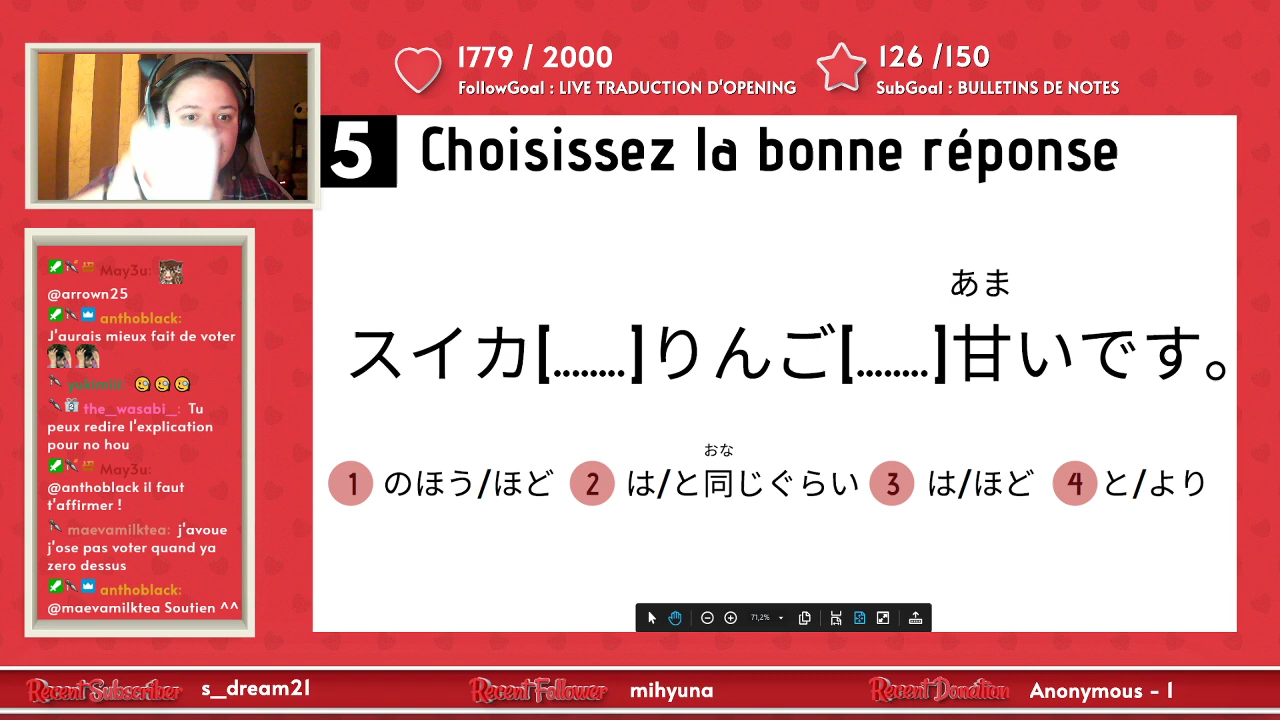 1779 / 2000
FollowGoal : LIVE TRADUCTION D'OPENING
126 /150
SubGoal : BULLETINS DE NOTES
5 Choisissez la bonne réponse
あま
スイカ[........]りんご[........]甘いです。
おな
1 のほう/ほど 2 は/と同じぐらい 3 は/ほど 4 と/より
71,2%
May3u:
@arrown25
anthoblack:
J'aurais mieux fait de voter
yukimiii:
the__wasabi__: Tu
peux redire l'explication
pour no hou
May3u:
@anthoblack il faut
t'affirmer !
maevamilktea: j'avoue
j'ose pas voter quand ya
zero dessus
anthoblack:
@maevamilktea Soutien ^^
Recent Subscriber s_dream21
Recent Follower mihyuna
Recent Donation Anonymous - 1